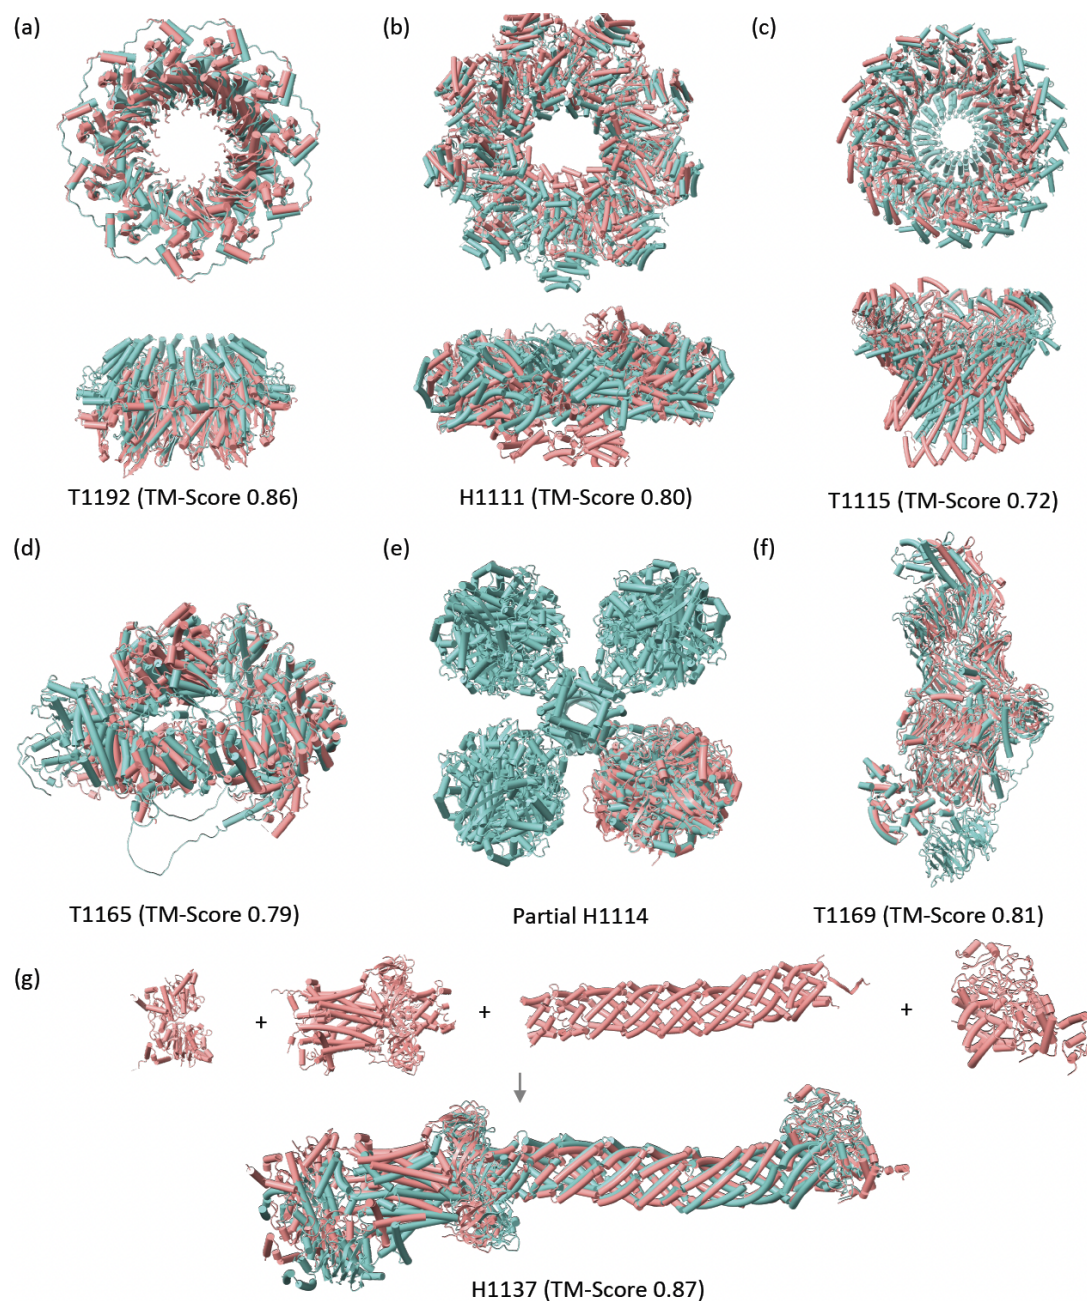 (a)
(b)
(c)
T1192 (TM-Score 0.86)
H1111 (TM-Score 0.80)
T1115 (TM-Score 0.72)
(d)
(e)
(f)
T1165 (TM-Score 0.79)
Partial H1114
T1169 (TM-Score 0.81)
(g)
+
+
+
H1137 (TM-Score 0.87)